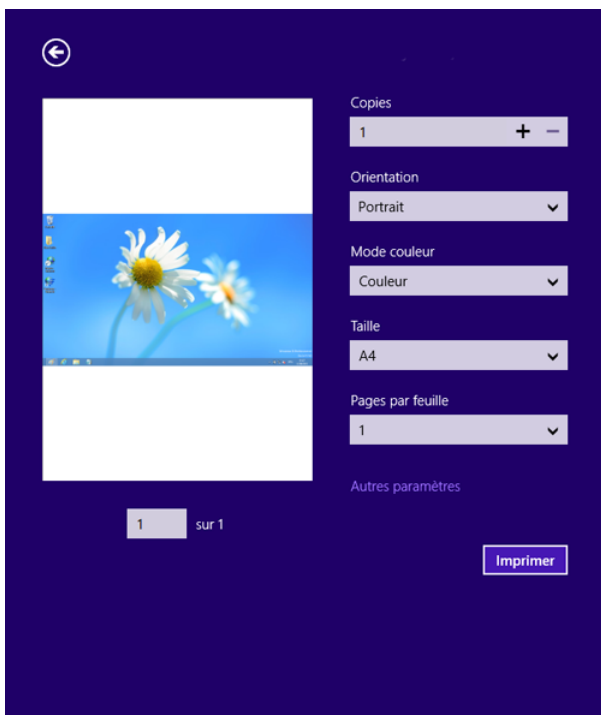 Copies
1
Orientation
Portrait
Mode couleur
Couleur
Taille
A4
Pages par feuille
1
Autres paramètres
1 sur 1
Imprimer